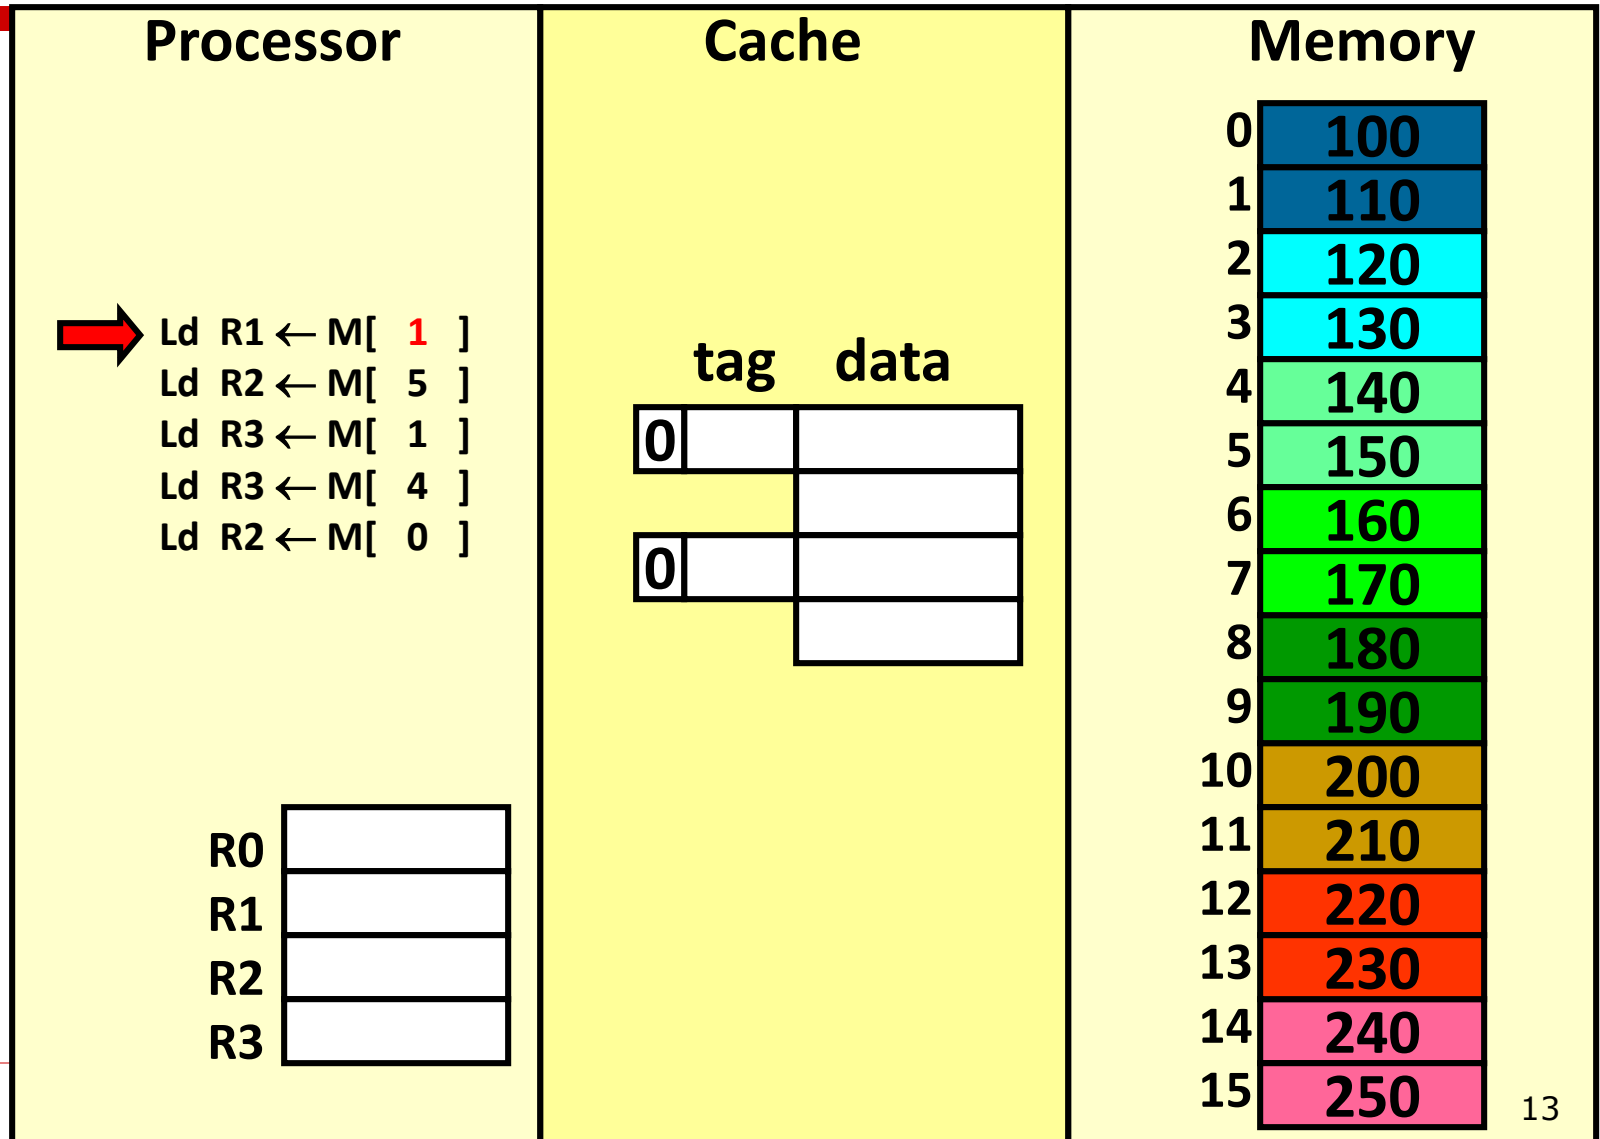 Processor
Ld R1 ← M[ 1 ]
Ld R2 ← M[ 5 ]
Ld R3 ← M[ 1 ]
Ld R3 ← M[ 4 ]
Ld R2 ← M[ 0 ]
R0
R1
R2
R3
Cache
tag data
0
0
Memory
0 100
1 110
2 120
3 130
4 140
5 150
6 160
7 170
8 180
9 190
10 200
11 210
12 220
13 230
14 240
15 250
13